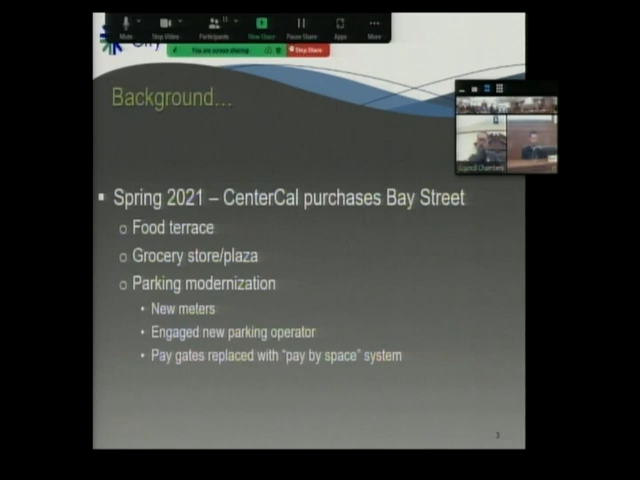 Mute
Stop Video
Participants
New Share
Pause Share
Apps
More
You are screen sharing
Stop Share
City
Background...
Council Chambers
▪ Spring 2021 – CenterCal purchases Bay Street
o Food terrace
o Grocery store/plaza
o Parking modernization
• New meters
• Engaged new parking operator
• Pay gates replaced with “pay by space” system
3